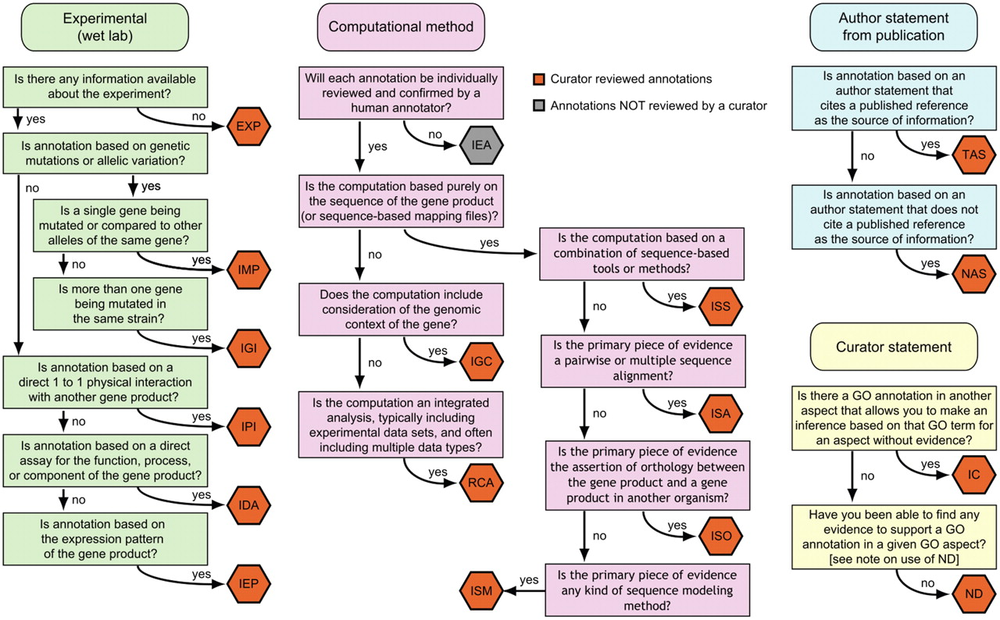 Experimental
(wet lab)
Is there any information available
about the experiment?
yes
no
EXP
Is annotation based on genetic
mutations or allelic variation?
no
yes
Is a single gene being
mutated or compared to other
alleles of the same gene?
yes
IMP
no
Is more than one gene
being mutated in
the same strain?
yes
IGI
Is annotation based on a
direct 1 to 1 physical interaction
with another gene product?
yes
IPI
no
Is annotation based on a direct
assay for the function, process,
or component of the gene product?
yes
IDA
no
Is annotation based on
the expression pattern
of the gene product?
yes
IEP
Computational method
Will each annotation be individually
reviewed and confirmed by a
human annotator?
no
IEA
yes
Is the computation based purely on
the sequence of the gene product
(or sequence-based mapping files)?
yes
no
Does the computation include
consideration of the genomic
context of the gene?
yes
IGC
no
Is the computation an integrated
analysis, typically including
experimental data sets, and often
including multiple data types?
yes
RCA
Curator reviewed annotations
Annotations NOT reviewed by a curator
Is the computation based on a
combination of sequence-based
tools or methods?
yes
ISS
no
Is the primary piece of evidence
a pairwise or multiple sequence
alignment?
yes
ISA
no
Is the primary piece of evidence
the assertion of orthology between
the gene product and a gene
product in another organism?
yes
ISO
no
Is the primary piece of evidence
any kind of sequence modeling
method?
yes
ISM
Author statement
from publication
Is annotation based on an
author statement that
cites a published reference
as the source of information?
yes
TAS
no
Is annotation based on an
author statement that does not
cite a published reference
as the source of information?
yes
NAS
Curator statement
Is there a GO annotation in another
aspect that allows you to make an
inference based on that GO term for
an aspect without evidence?
yes
IC
no
Have you been able to find any
evidence to support a GO
annotation in a given GO aspect?
[see note on use of ND]
no
ND